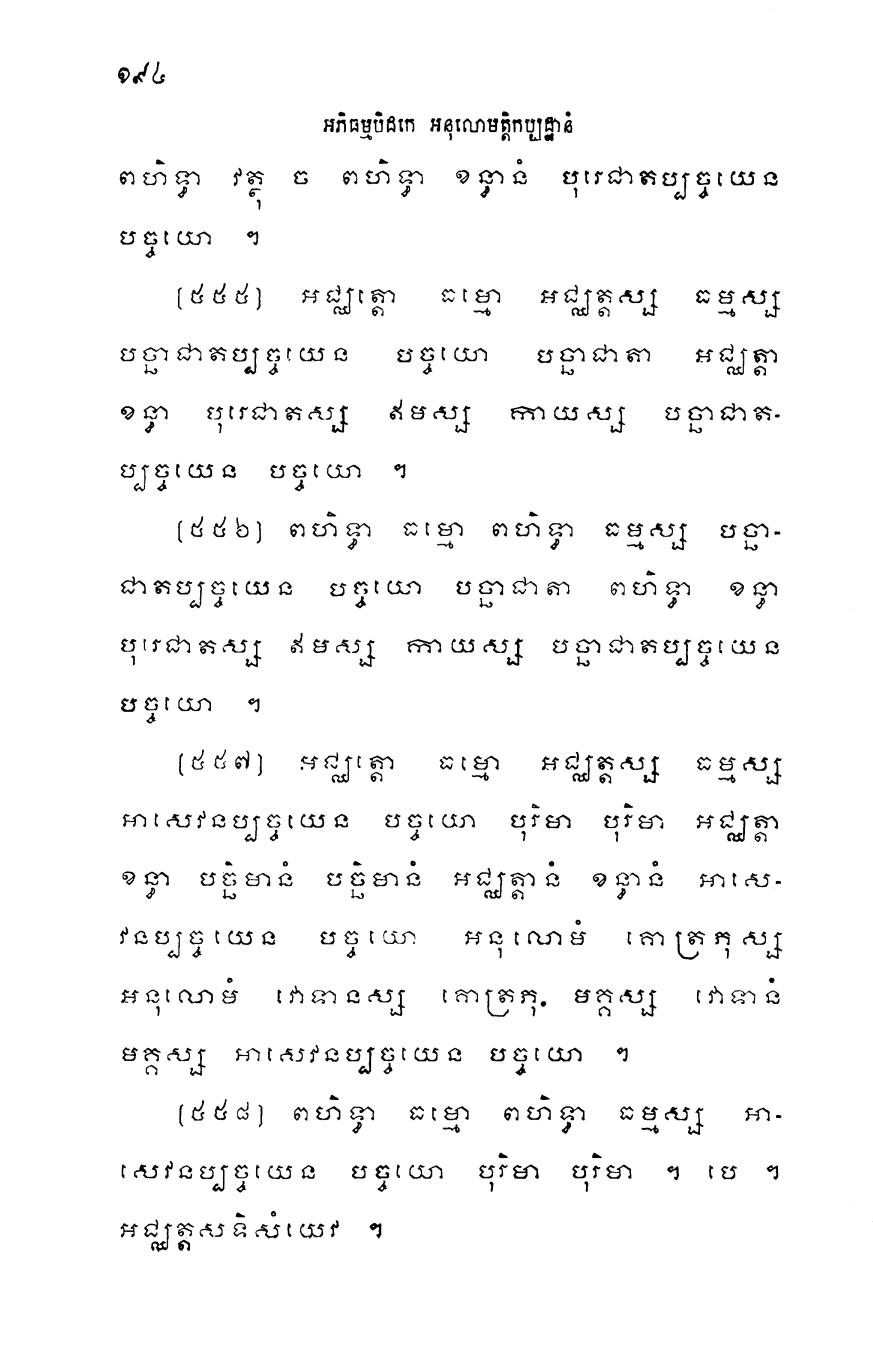 ១៩៤
អភិធម្មបិដកេ អនុលោមត្តិកប្បដ្ឋានំ
ពហិទ្ធា វត្ថុ ច ពហិទ្ធា ខន្ធានំ បុរេជាតប្បច្ចយេន
បច្ចយោ ។
[៥៥៥] អជ្ឈត្តោ ធម្មោ អជ្ឈត្តស្ស ធម្មស្ស
បច្ឆាជាតប្បច្ចយេន បច្ចយោ បច្ឆាជាតា អជ្ឈត្តា
ខន្ធា បុរេជាតស្ស ឥមស្ស កាយស្ស បច្ឆាជាត-
ប្បច្ចយេន បច្ចយោ ។
[៥៥៦] ពហិទ្ធា ធម្មោ ពហិទ្ធា ធម្មស្ស បច្ឆា-
ជាតប្បច្ចយេន បច្ចយោ បច្ឆាជាតា ពហិទ្ធា ខន្ធា
បុរេជាតស្ស ឥមស្ស កាយស្ស បច្ឆាជាតប្បច្ចយេន
បច្ចយោ ។
[៥៥៧] អជ្ឈត្តោ ធម្មោ អជ្ឈត្តស្ស ធម្មស្ស
អាសេវនប្បច្ចយេន បច្ចយោ បុរិមា បុរិមា អជ្ឈត្តា
ខន្ធា បច្ឆិមានំ បច្ឆិមានំ អជ្ឈត្តានំ ខន្ធានំ អាសេ-
វនប្បច្ចយេន បច្ចយោ អនុលោមំ គោត្រភុស្ស
អនុលោមំ វោទានស្ស គោត្រភុ. មគ្គស្ស វោទានំ
មគ្គស្ស អាសេវនប្បច្ចយេន បច្ចយោ ។
[៥៥៨] ពហិទ្ធា ធម្មោ ពហិទ្ធា ធម្មស្ស អា-
សេវនប្បច្ចយេន បច្ចយោ បុរិមា បុរិមា ។ បេ ។
អជ្ឈត្តសទិសំយេវ ។